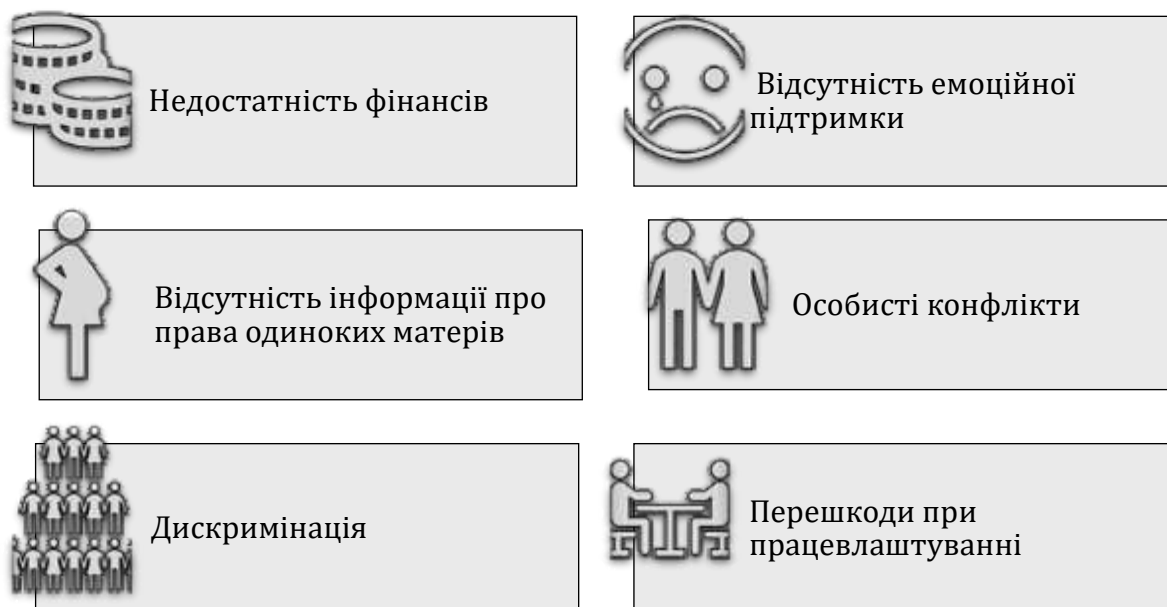 Недостатність фінансів
Відсутність емоційної
підтримки
Відсутність інформації про
права одиноких матерів
Особисті конфлікти
Дискримінація
Перешкоди при
працевлаштуванні